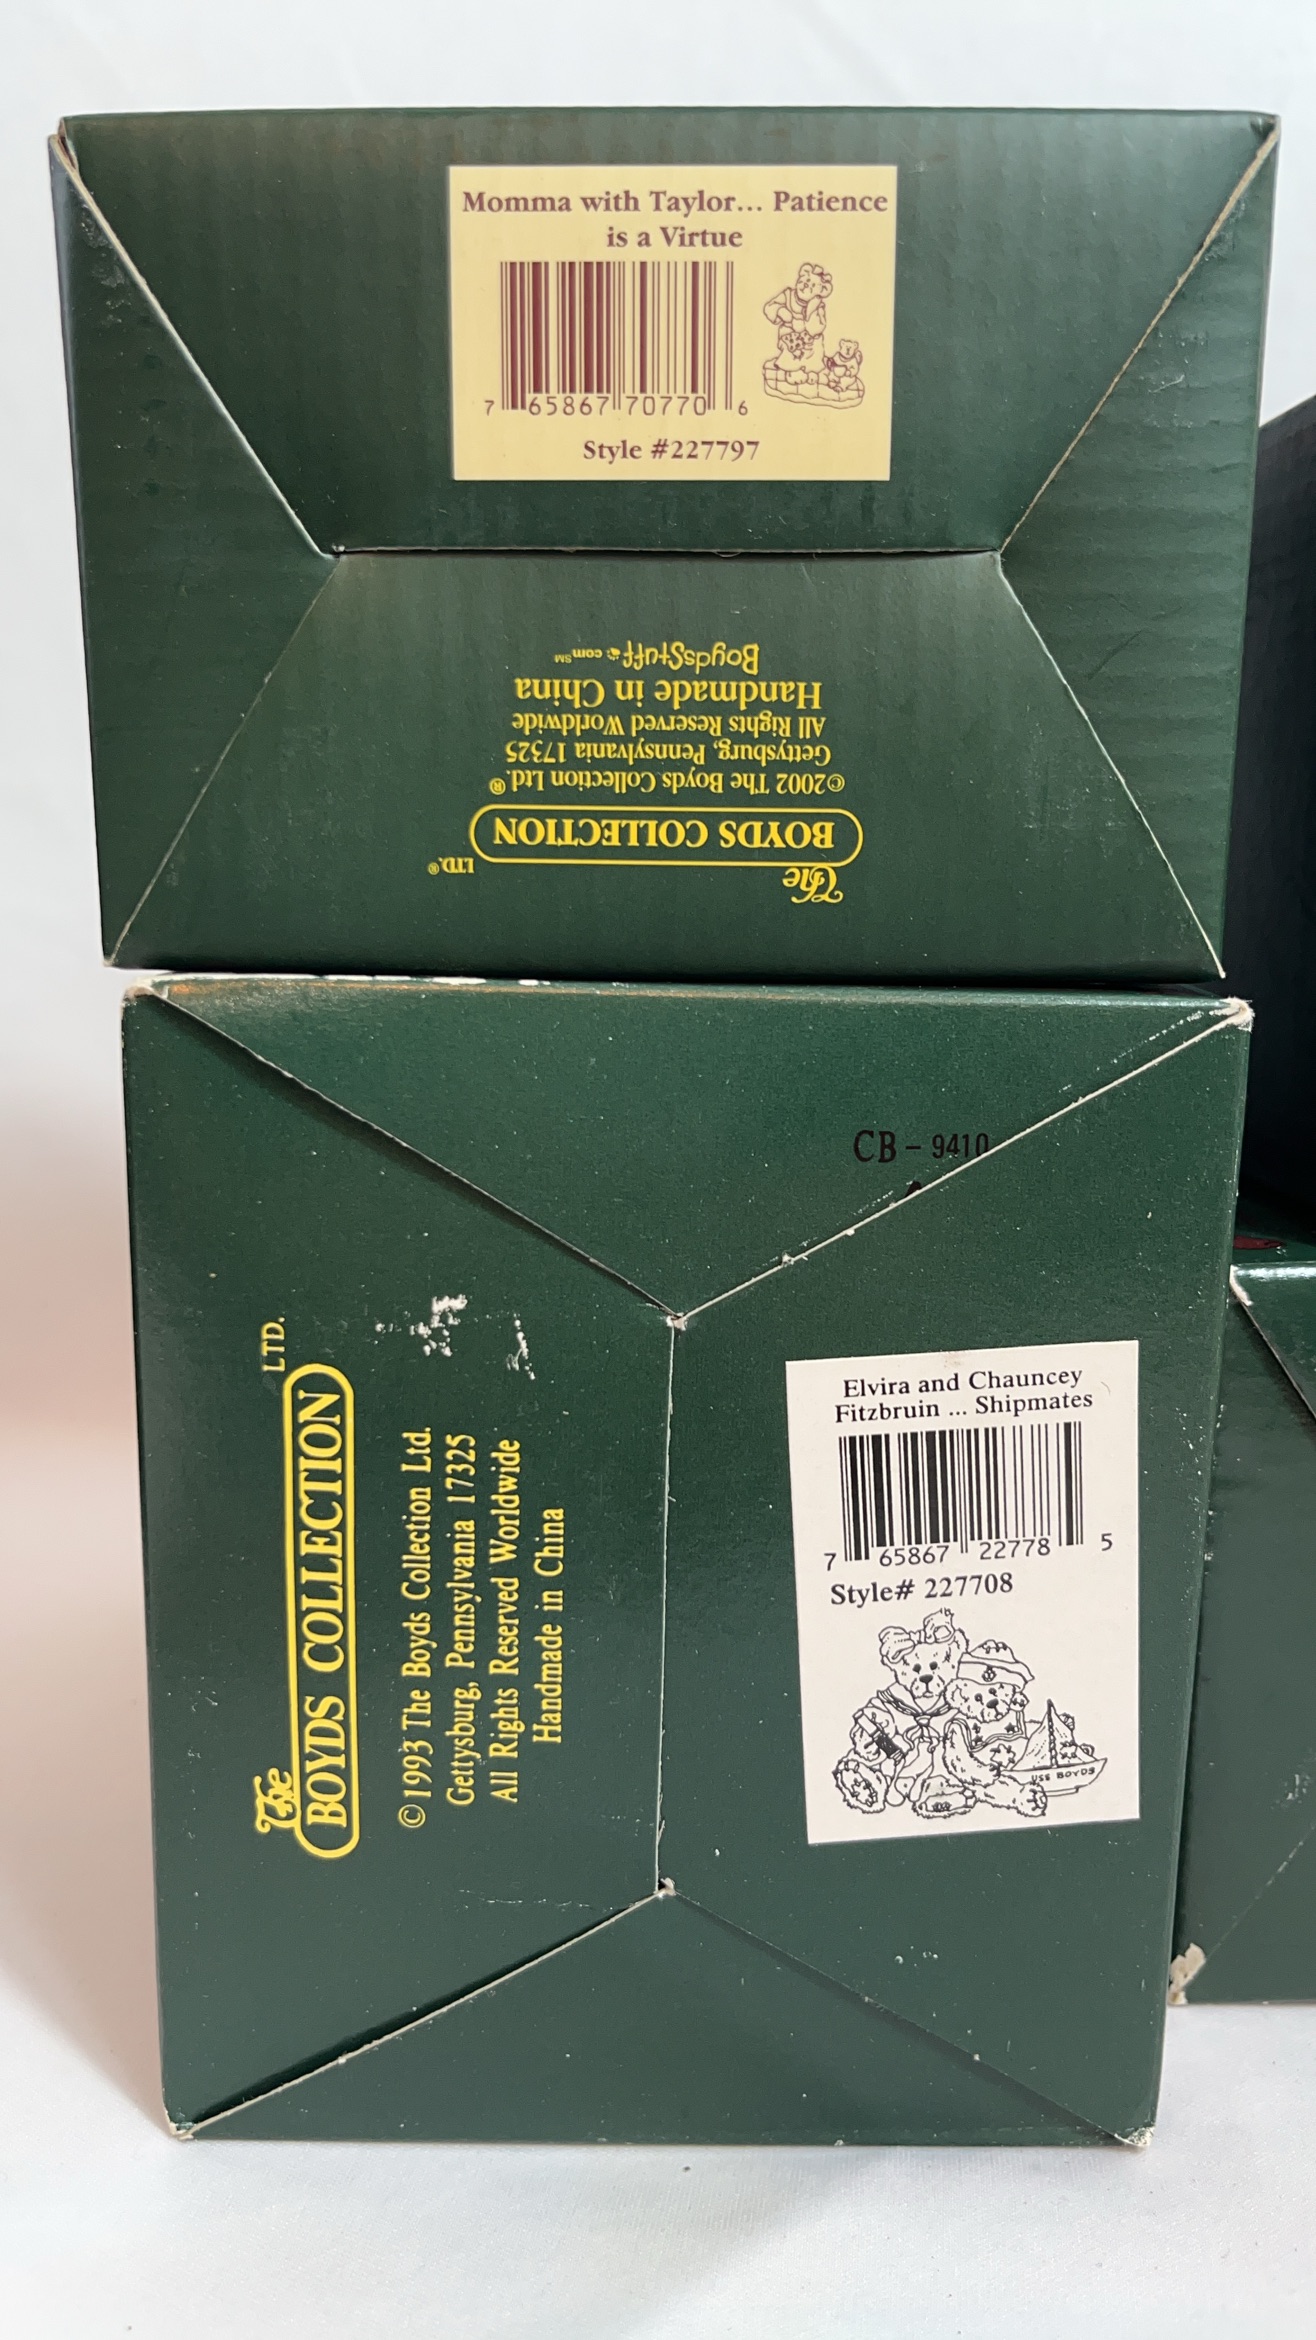 Momma with Taylor... Patience
is a Virtue
7 65867 70770 6
Style #227797
The
BOYDS COLLECTION
LTD.®
©2002 The Boyds Collection Ltd.®
Gettysburg, Pennsylvania 17325
All Rights Reserved Worldwide
Handmade in China
BoydsStuff.com℠
CB - 9410
The
BOYDS COLLECTION
LTD.
©1993 The Boyds Collection Ltd.
Gettysburg, Pennsylvania 17325
All Rights Reserved Worldwide
Handmade in China
Elvira and Chauncey
Fitzbruin ... Shipmates
7 65867 22778 5
Style# 227708
USS BOYDS